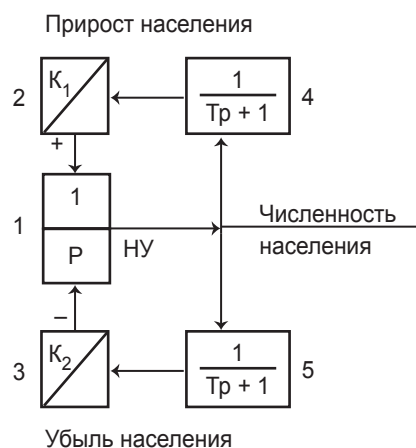 Прирост населения
2
K₁
1
Tp + 1
4
+
1
1
P
НУ
Численность
населения
–
3
K₂
1
Tp + 1
5
Убыль населения